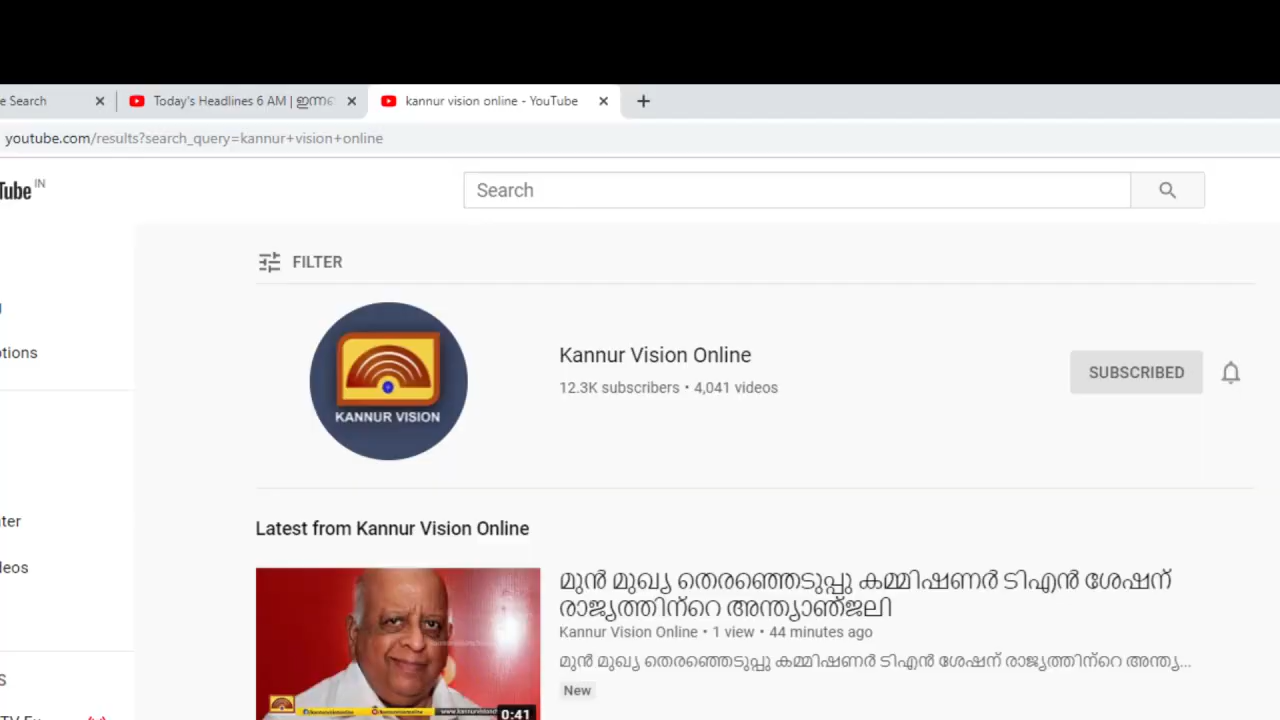 e Search
Today's Headlines 6 AM | ഇന്നത
kannur vision online - YouTube
youtube.com/results?search_query=kannur+vision+online
Tube IN
Search
FILTER
KANNUR VISION
Kannur Vision Online
12.3K subscribers • 4,041 videos
SUBSCRIBED
otions
Latest from Kannur Vision Online
മുൻ മുഖ്യ തെരഞ്ഞെടുപ്പു കമ്മിഷണർ ടിഎൻ ശേഷന്
രാജ്യത്തിന്റെ അന്ത്യാഞ്ജലി
Kannur Vision Online • 1 view • 44 minutes ago
മുൻ മുഖ്യ തെരഞ്ഞെടുപ്പു കമ്മിഷണർ ടിഎൻ ശേഷന് രാജ്യത്തിന്റെ അന്ത്യ...
New
0:41
ter
leos
S